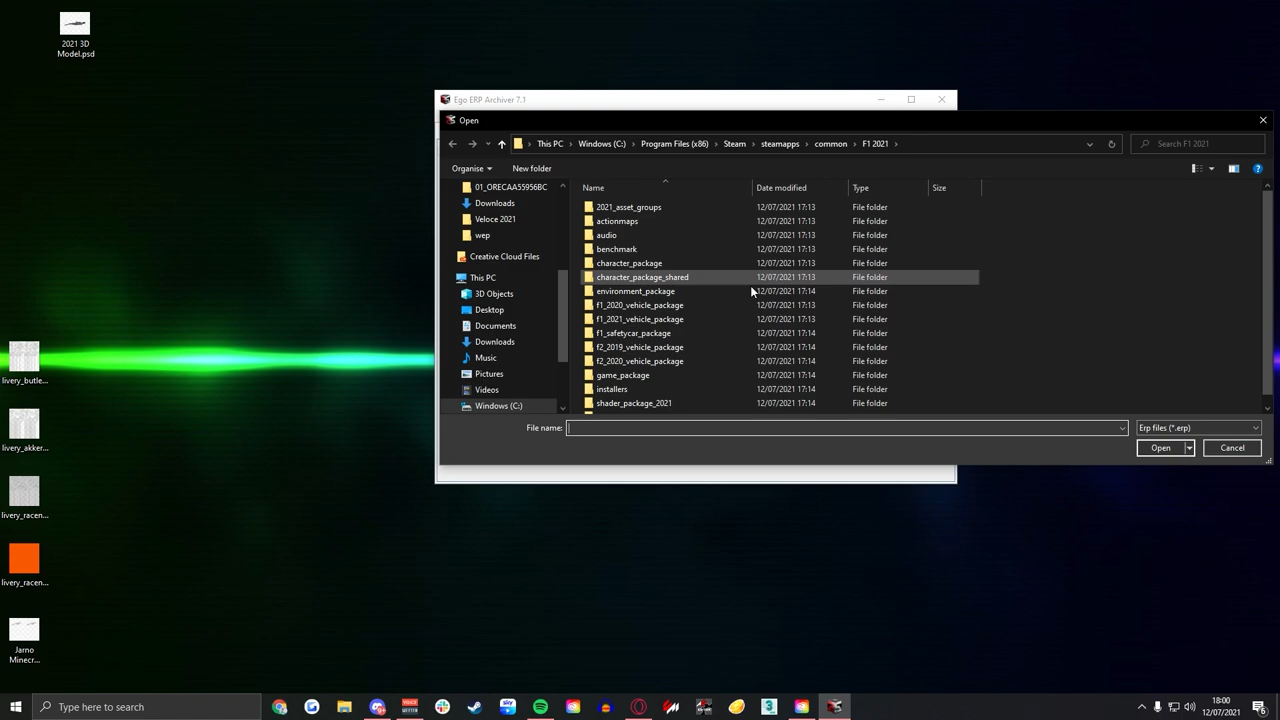 2021 3D
Model.psd
livery_butle...
livery_akker...
livery_racen...
livery_racen...
Jarno
Minecr...
Ego ERP Archiver 7.1
Open
This PC
Windows (C:)
Program Files (x86)
Steam
steamapps
common
F1 2021
Search F1 2021
Organise
New folder
01_ORECAA55956BC
Downloads
Veloce 2021
wep
Creative Cloud Files
This PC
3D Objects
Desktop
Documents
Downloads
Music
Pictures
Videos
Windows (C:)
Name Date modified Type Size
2021_asset_groups 12/07/2021 17:13 File folder
actionmaps 12/07/2021 17:13 File folder
audio 12/07/2021 17:13 File folder
benchmark 12/07/2021 17:13 File folder
character_package 12/07/2021 17:13 File folder
character_package_shared 12/07/2021 17:13 File folder
environment_package 12/07/2021 17:14 File folder
f1_2020_vehicle_package 12/07/2021 17:13 File folder
f1_2021_vehicle_package 12/07/2021 17:13 File folder
f1_safetycar_package 12/07/2021 17:14 File folder
f2_2019_vehicle_package 12/07/2021 17:14 File folder
f2_2020_vehicle_package 12/07/2021 17:14 File folder
game_package 12/07/2021 17:14 File folder
installers 12/07/2021 17:14 File folder
shader_package_2021 12/07/2021 17:14 File folder
File name:
Erp files (*.erp)
Open
Cancel
Type here to search
sky
VOICE
MEETER
3
18:00
12/07/2021